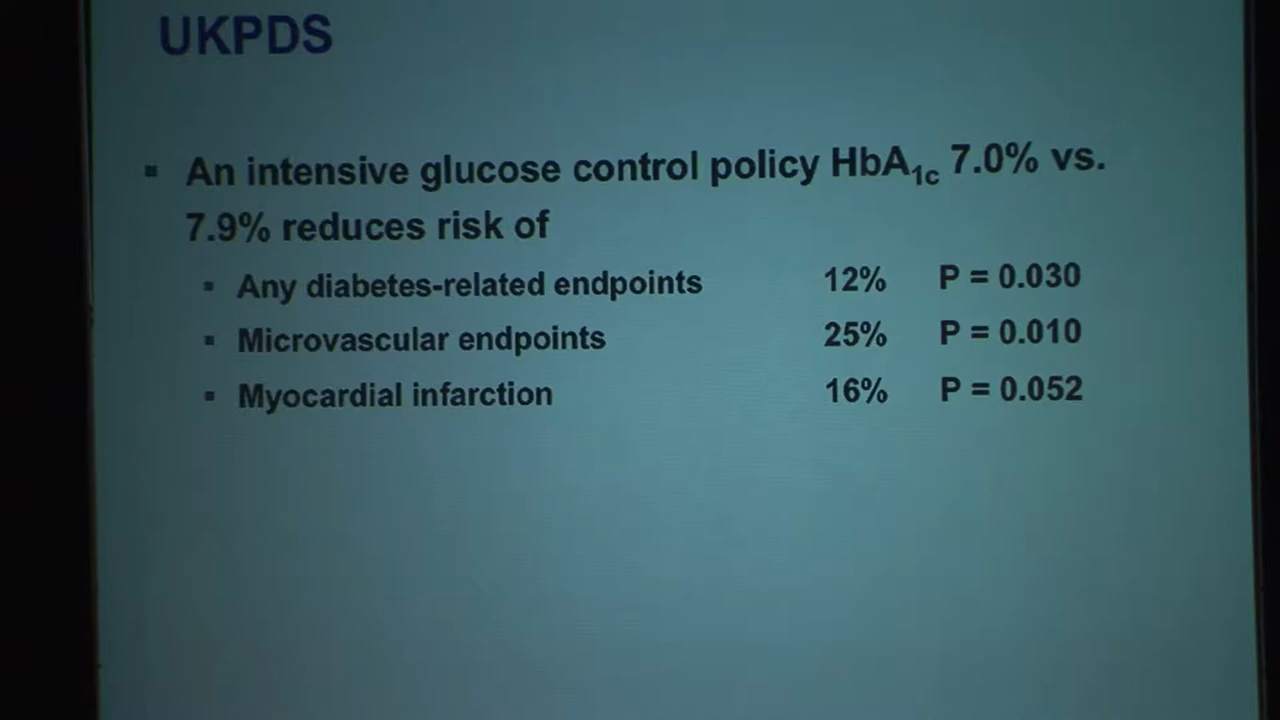 UKPDS
An intensive glucose control policy HbA1c 7.0% vs.
7.9% reduces risk of
Any diabetes-related endpoints 12% P = 0.030
Microvascular endpoints 25% P = 0.010
Myocardial infarction 16% P = 0.052